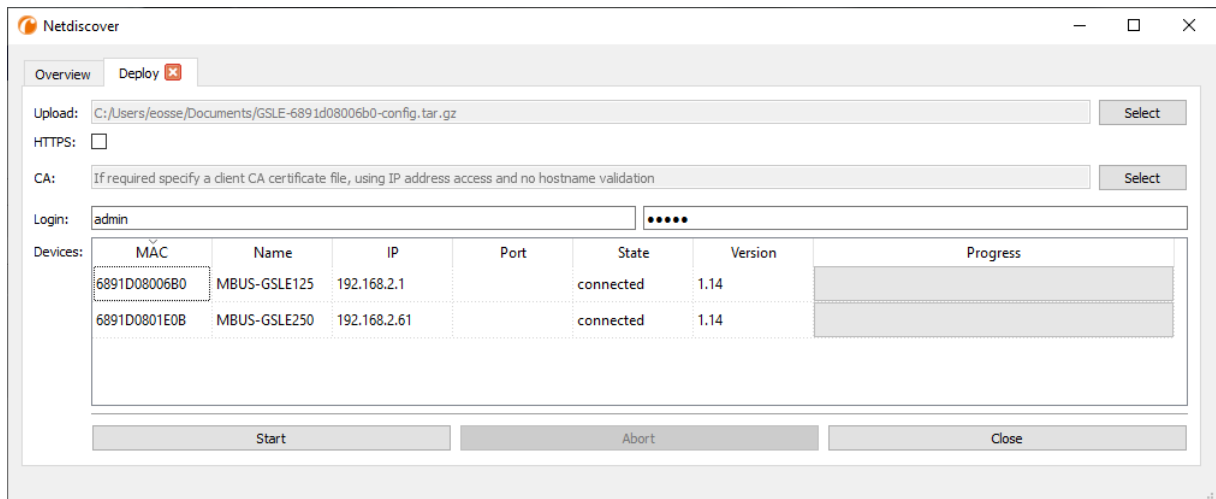 Netdiscover
Overview Deploy
Upload: C:/Users/eosse/Documents/GSLE-6891d08006b0-config.tar.gz Select
HTTPS:
CA: If required specify a client CA certificate file, using IP address access and no hostname validation Select
Login: admin •••••
Devices: MAC Name IP Port State Version Progress
6891D08006B0 MBUS-GSLE125 192.168.2.1 connected 1.14
6891D0801E0B MBUS-GSLE250 192.168.2.61 connected 1.14
Start Abort Close